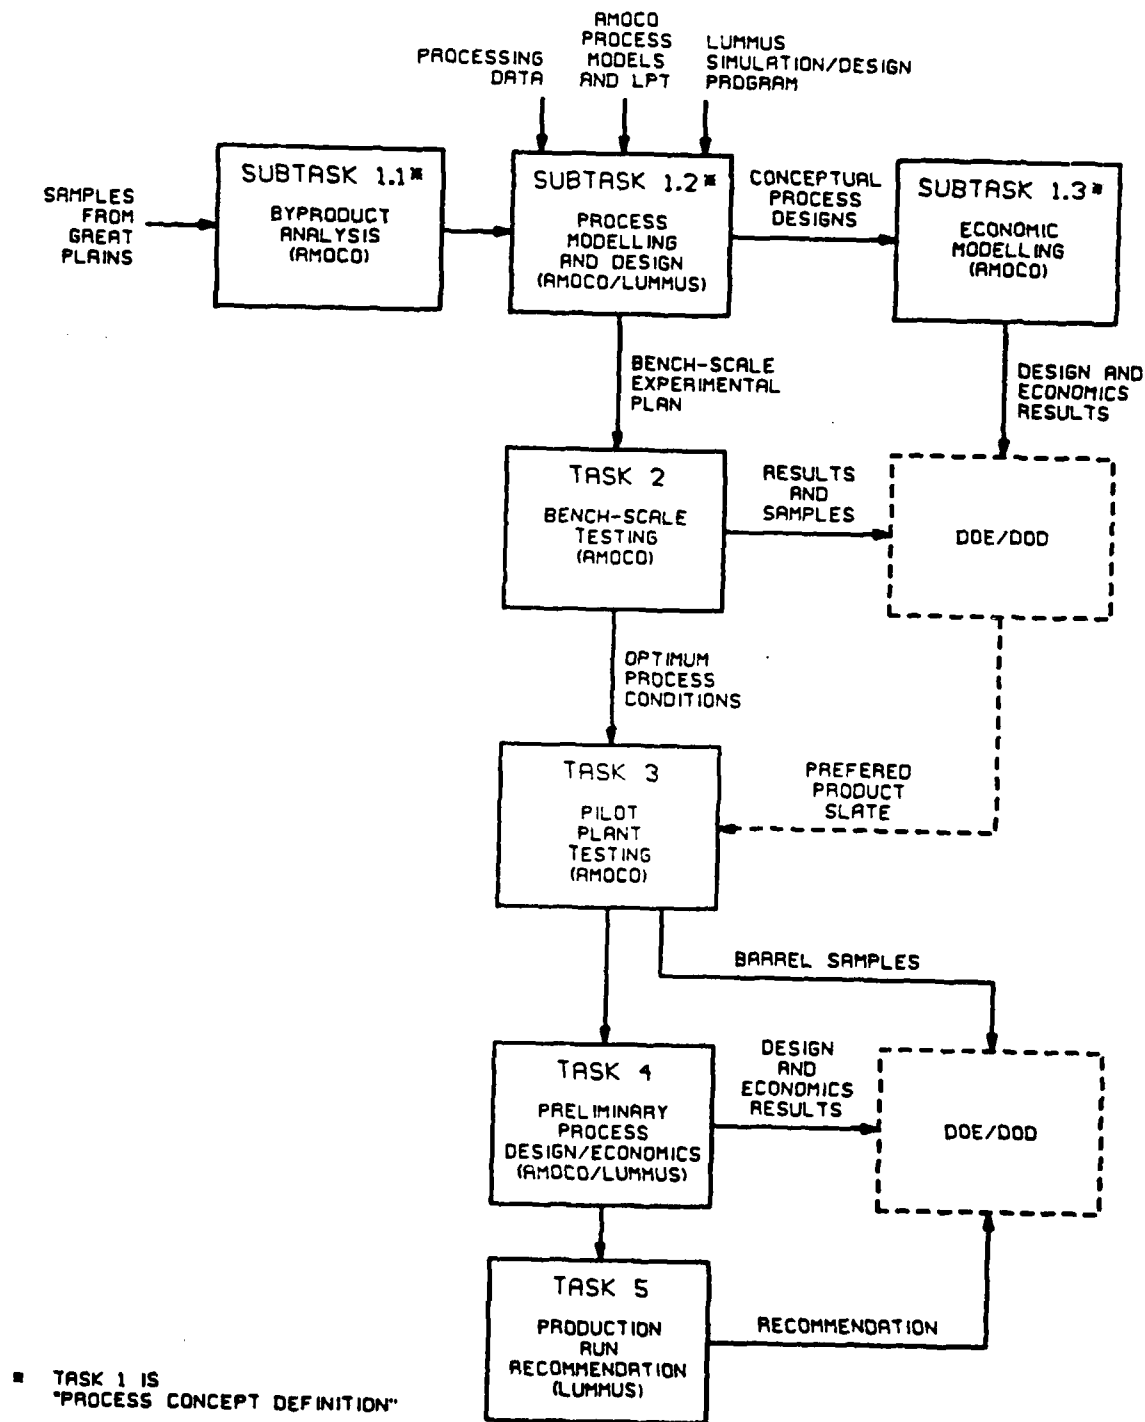 PROCESSING
DATA
AMOCO
PROCESS
MODELS
AND LPT
LUMMUS
SIMULATION/DESIGN
PROGRAM
SAMPLES
FROM
GREAT
PLAINS
SUBTASK 1.1*
BYPRODUCT
ANALYSIS
(AMOCO)
SUBTASK 1.2*
PROCESS
MODELLING
AND DESIGN
(AMOCO/LUMMUS)
CONCEPTUAL
PROCESS
DESIGNS
SUBTASK 1.3*
ECONOMIC
MODELLING
(AMOCO)
BENCH-SCALE
EXPERIMENTAL
PLAN
DESIGN AND
ECONOMICS
RESULTS
TASK 2
BENCH-SCALE
TESTING
(AMOCO)
RESULTS
AND
SAMPLES
DOE/DOD
OPTIMUM
PROCESS
CONDITIONS
TASK 3
PILOT
PLANT
TESTING
(AMOCO)
PREFERED
PRODUCT
SLATE
BARREL SAMPLES
TASK 4
PRELIMINARY
PROCESS
DESIGN/ECONOMICS
(AMOCO/LUMMUS)
DESIGN
AND
ECONOMICS
RESULTS
DOE/DOD
TASK 5
PRODUCTION
RUN
RECOMMENDATION
(LUMMUS)
RECOMMENDATION
* TASK 1 IS
"PROCESS CONCEPT DEFINITION"